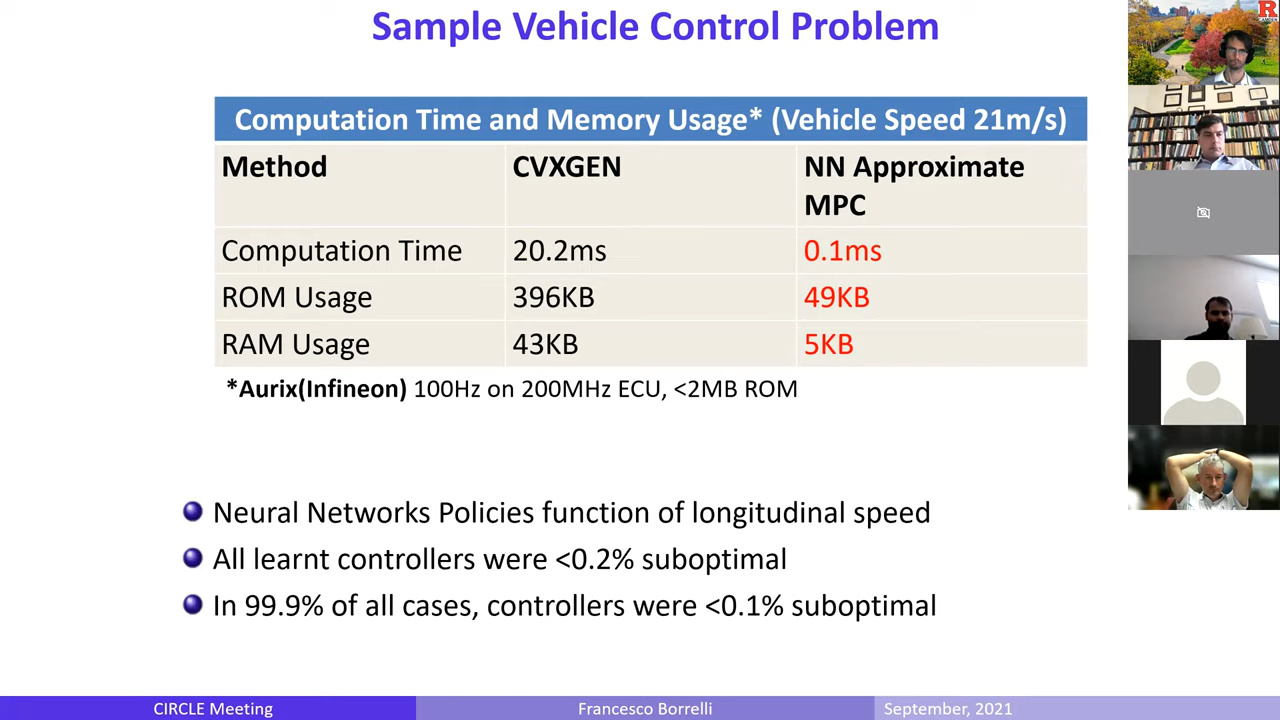 Sample Vehicle Control Problem
Computation Time and Memory Usage* (Vehicle Speed 21m/s)
Method CVXGEN NN Approximate
MPC
Computation Time 20.2ms 0.1ms
ROM Usage 396KB 49KB
RAM Usage 43KB 5KB
*Aurix(Infineon) 100Hz on 200MHz ECU, <2MB ROM
Neural Networks Policies function of longitudinal speed
All learnt controllers were <0.2% suboptimal
In 99.9% of all cases, controllers were <0.1% suboptimal
CIRCLE Meeting Francesco Borrelli September, 2021
R